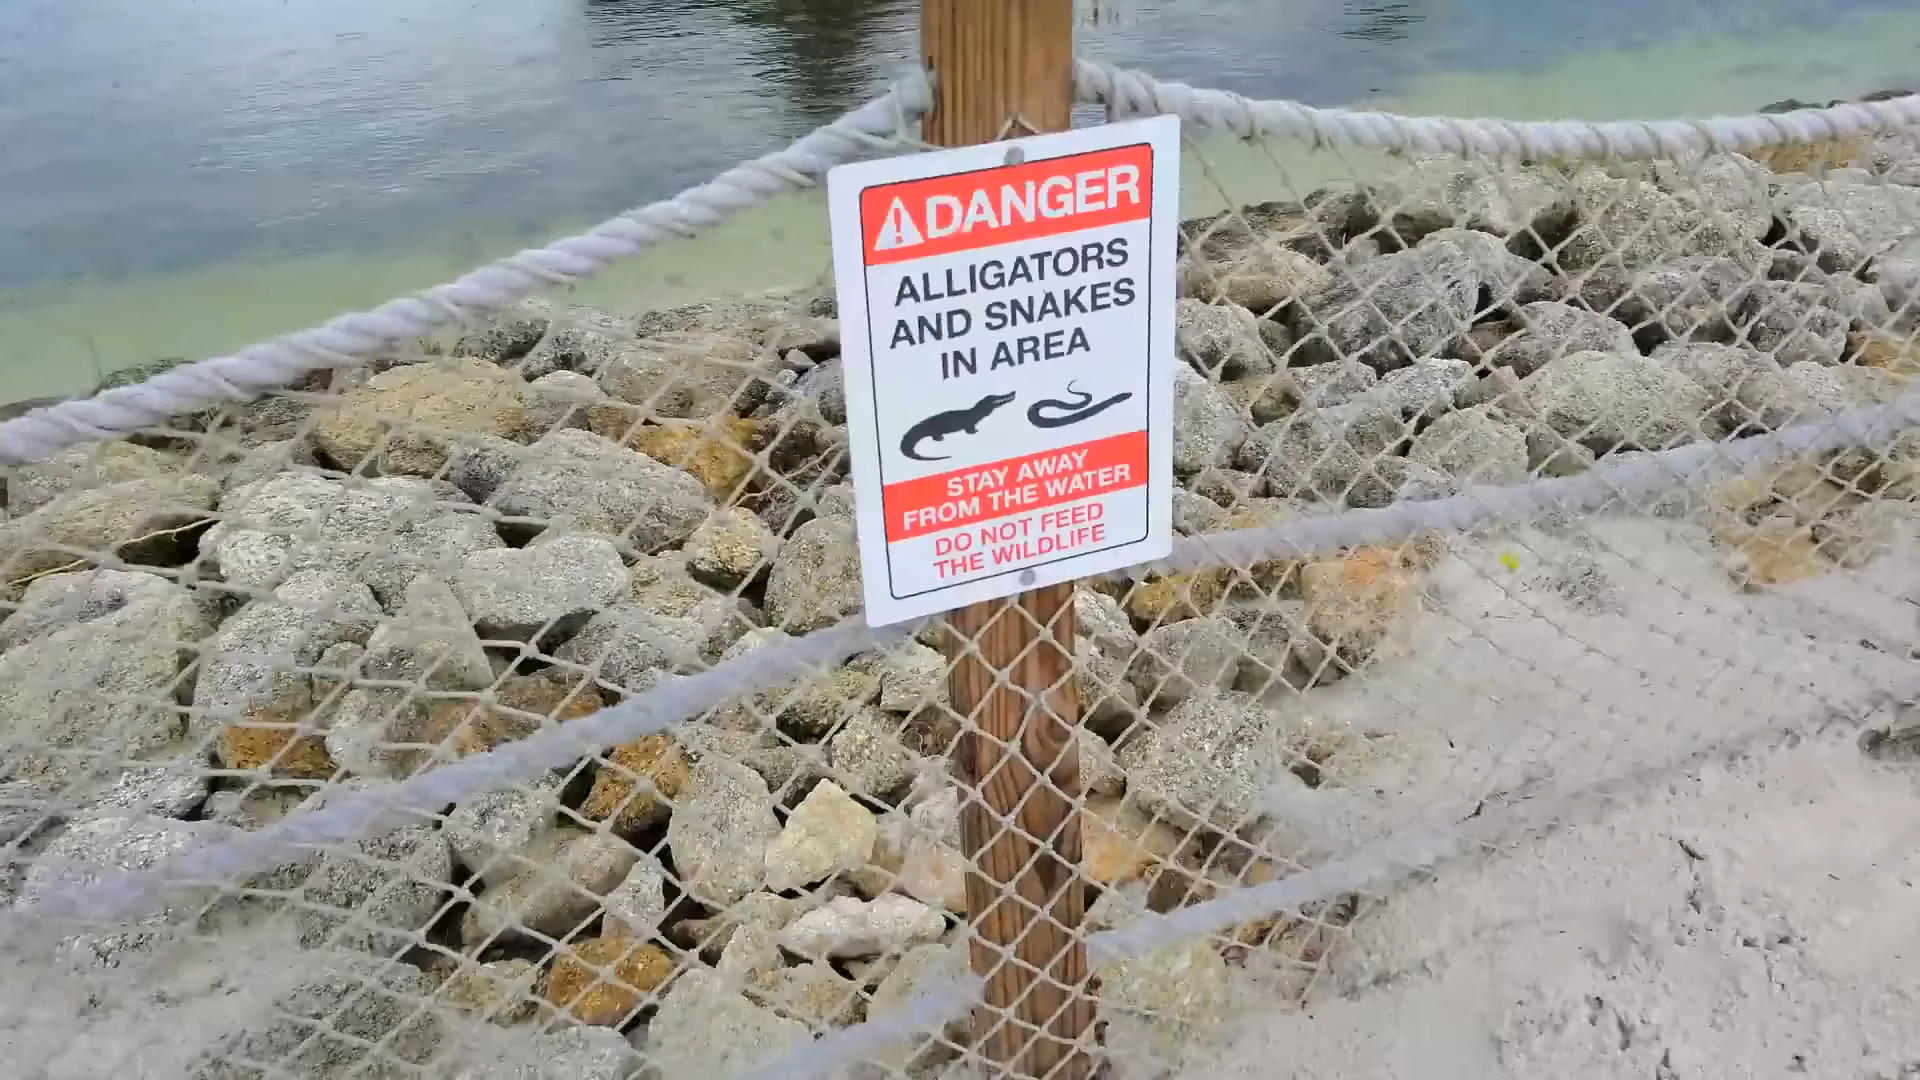 DANGER
ALLIGATORS
AND SNAKES
IN AREA
STAY AWAY
FROM THE WATER
DO NOT FEED
THE WILDLIFE